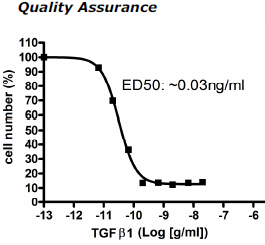 Quality Assurance
110
100
90
80
70
60
50
40
30
20
10
0
cell number (%)
ED50: ~0.03ng/ml
-13 -12 -11 -10 -9 -8 -7 -6
TGFβ1 (Log [g/ml])